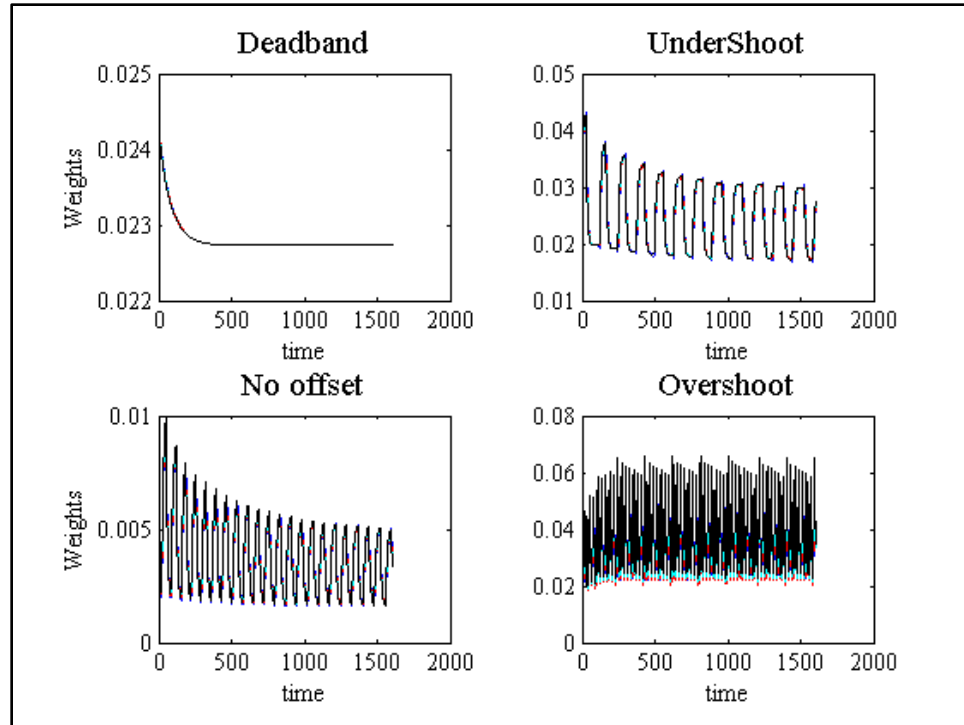 Deadband
0.025
0.024
0.023
0.022
Weights
0 500 1000 1500 2000
time
UnderShoot
0.05
0.04
0.03
0.02
0.01
0 500 1000 1500 2000
time
No offset
0.01
0.005
0
Weights
0 500 1000 1500 2000
time
Overshoot
0.08
0.06
0.04
0.02
0
0 500 1000 1500 2000
time